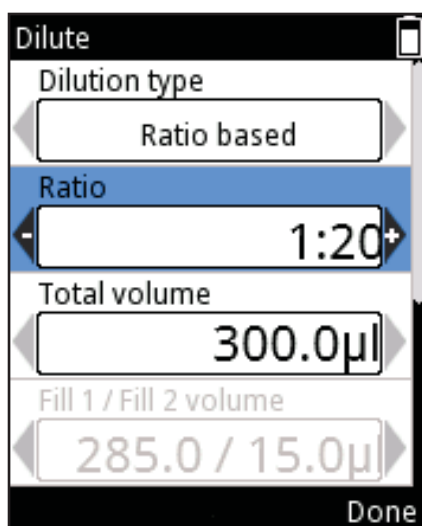 Dilute
Dilution type
Ratio based
Ratio
- 1:20 +
Total volume
300.0µl
Fill 1 / Fill 2 volume
285.0 / 15.0µl
Done